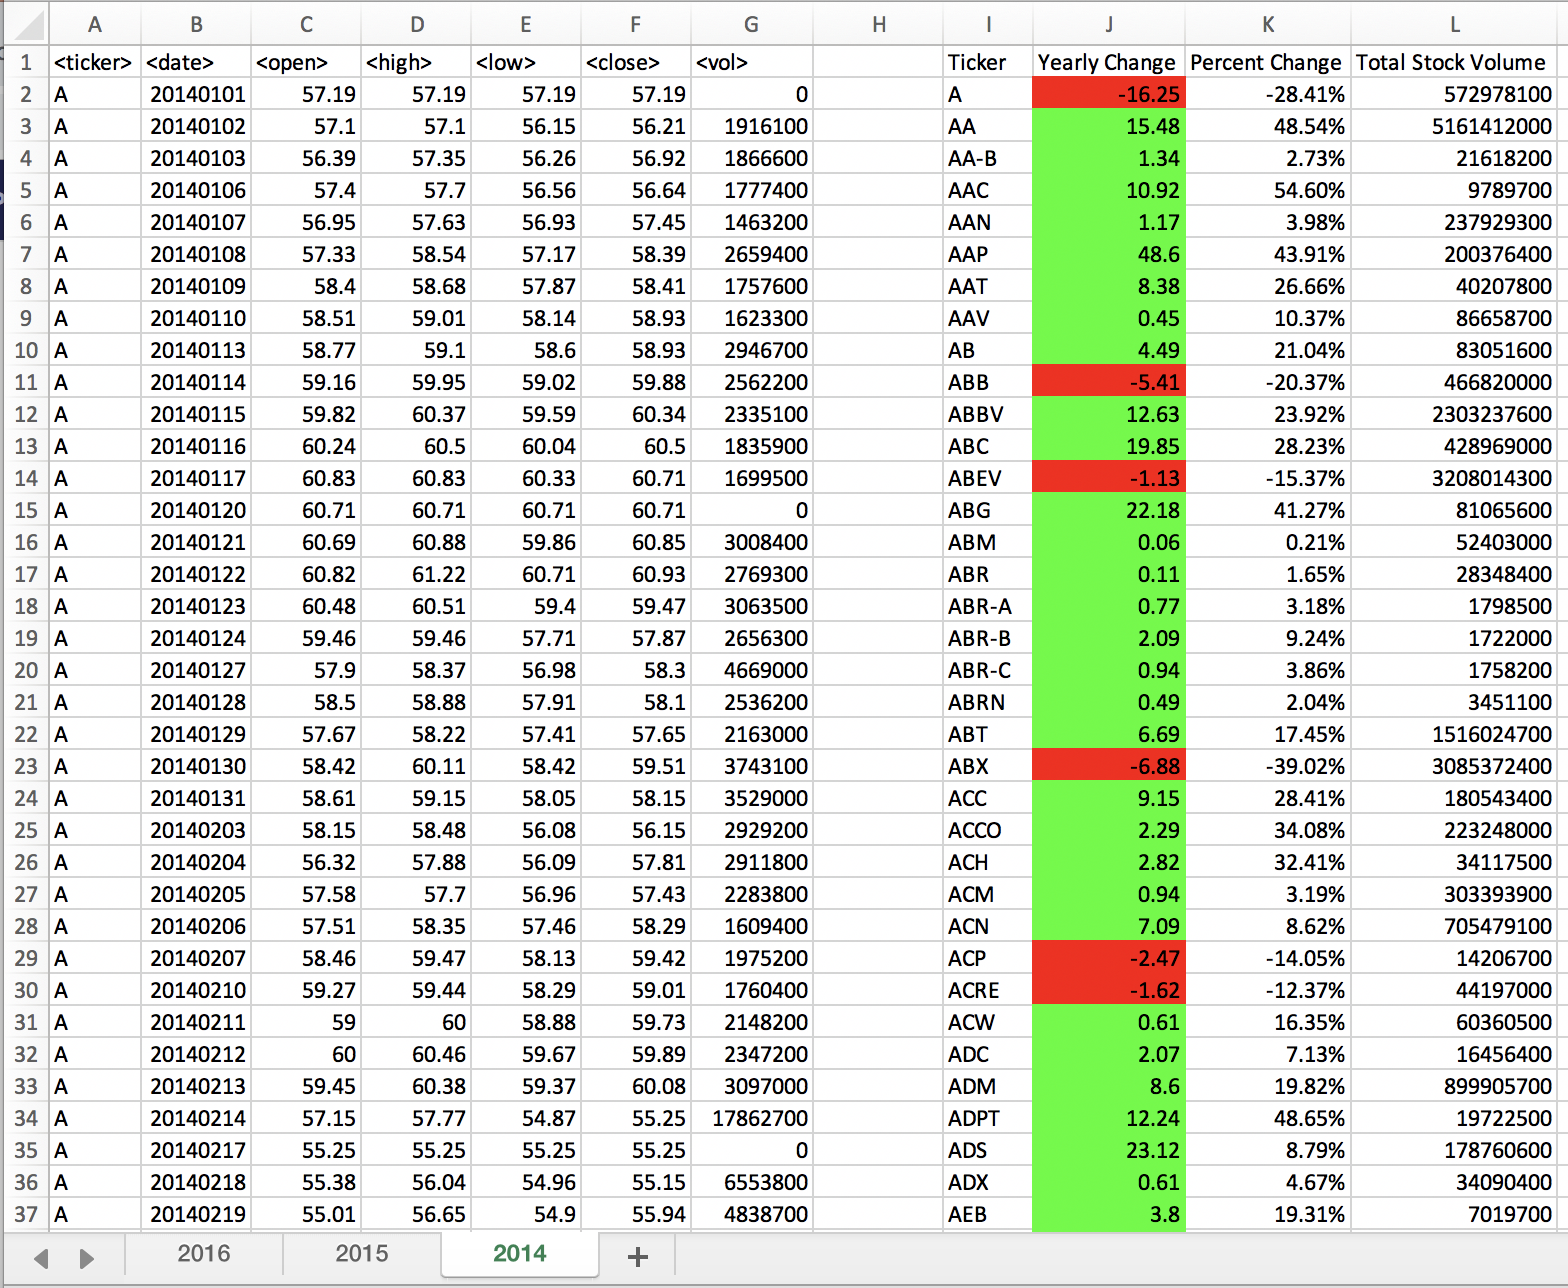 A B C D E F G H I J K L
1 <ticker> <date> <open> <high> <low> <close> <vol> Ticker Yearly Change Percent Change Total Stock Volume
2 A 20140101 57.19 57.19 57.19 57.19 0 A -16.25 -28.41% 572978100
3 A 20140102 57.1 57.1 56.15 56.21 1916100 AA 15.48 48.54% 5161412000
4 A 20140103 56.39 57.35 56.26 56.92 1866600 AA-B 1.34 2.73% 21618200
5 A 20140106 57.4 57.7 56.56 56.64 1777400 AAC 10.92 54.60% 9789700
6 A 20140107 56.95 57.63 56.93 57.45 1463200 AAN 1.17 3.98% 237929300
7 A 20140108 57.33 58.54 57.17 58.39 2659400 AAP 48.6 43.91% 200376400
8 A 20140109 58.4 58.68 57.87 58.41 1757600 AAT 8.38 26.66% 40207800
9 A 20140110 58.51 59.01 58.14 58.93 1623300 AAV 0.45 10.37% 86658700
10 A 20140113 58.77 59.1 58.6 58.93 2946700 AB 4.49 21.04% 83051600
11 A 20140114 59.16 59.95 59.02 59.88 2562200 ABB -5.41 -20.37% 466820000
12 A 20140115 59.82 60.37 59.59 60.34 2335100 ABBV 12.63 23.92% 2303237600
13 A 20140116 60.24 60.5 60.04 60.5 1835900 ABC 19.85 28.23% 428969000
14 A 20140117 60.83 60.83 60.33 60.71 1699500 ABEV -1.13 -15.37% 3208014300
15 A 20140120 60.71 60.71 60.71 60.71 0 ABG 22.18 41.27% 81065600
16 A 20140121 60.69 60.88 59.86 60.85 3008400 ABM 0.06 0.21% 52403000
17 A 20140122 60.82 61.22 60.71 60.93 2769300 ABR 0.11 1.65% 28348400
18 A 20140123 60.48 60.51 59.4 59.47 3063500 ABR-A 0.77 3.18% 1798500
19 A 20140124 59.46 59.46 57.71 57.87 2656300 ABR-B 2.09 9.24% 1722000
20 A 20140127 57.9 58.37 56.98 58.3 4669000 ABR-C 0.94 3.86% 1758200
21 A 20140128 58.5 58.88 57.91 58.1 2536200 ABRN 0.49 2.04% 3451100
22 A 20140129 57.67 58.22 57.41 57.65 2163000 ABT 6.69 17.45% 1516024700
23 A 20140130 58.42 60.11 58.42 59.51 3743100 ABX -6.88 -39.02% 3085372400
24 A 20140131 58.61 59.15 58.05 58.15 3529000 ACC 9.15 28.41% 180543400
25 A 20140203 58.15 58.48 56.08 56.15 2929200 ACCO 2.29 34.08% 223248000
26 A 20140204 56.32 57.88 56.09 57.81 2911800 ACH 2.82 32.41% 34117500
27 A 20140205 57.58 57.7 56.96 57.43 2283800 ACM 0.94 3.19% 303393900
28 A 20140206 57.51 58.35 57.46 58.29 1609400 ACN 7.09 8.62% 705479100
29 A 20140207 58.46 59.47 58.13 59.42 1975200 ACP -2.47 -14.05% 14206700
30 A 20140210 59.27 59.44 58.29 59.01 1760400 ACRE -1.62 -12.37% 44197000
31 A 20140211 59 60 58.88 59.73 2148200 ACW 0.61 16.35% 60360500
32 A 20140212 60 60.46 59.67 59.89 2347200 ADC 2.07 7.13% 16456400
33 A 20140213 59.45 60.38 59.37 60.08 3097000 ADM 8.6 19.82% 899905700
34 A 20140214 57.15 57.77 54.87 55.25 17862700 ADPT 12.24 48.65% 19722500
35 A 20140217 55.25 55.25 55.25 55.25 0 ADS 23.12 8.79% 178760600
36 A 20140218 55.38 56.04 54.96 55.15 6553800 ADX 0.61 4.67% 34090400
37 A 20140219 55.01 56.65 54.9 55.94 4838700 AEB 3.8 19.31% 7019700
2016 2015 2014 +